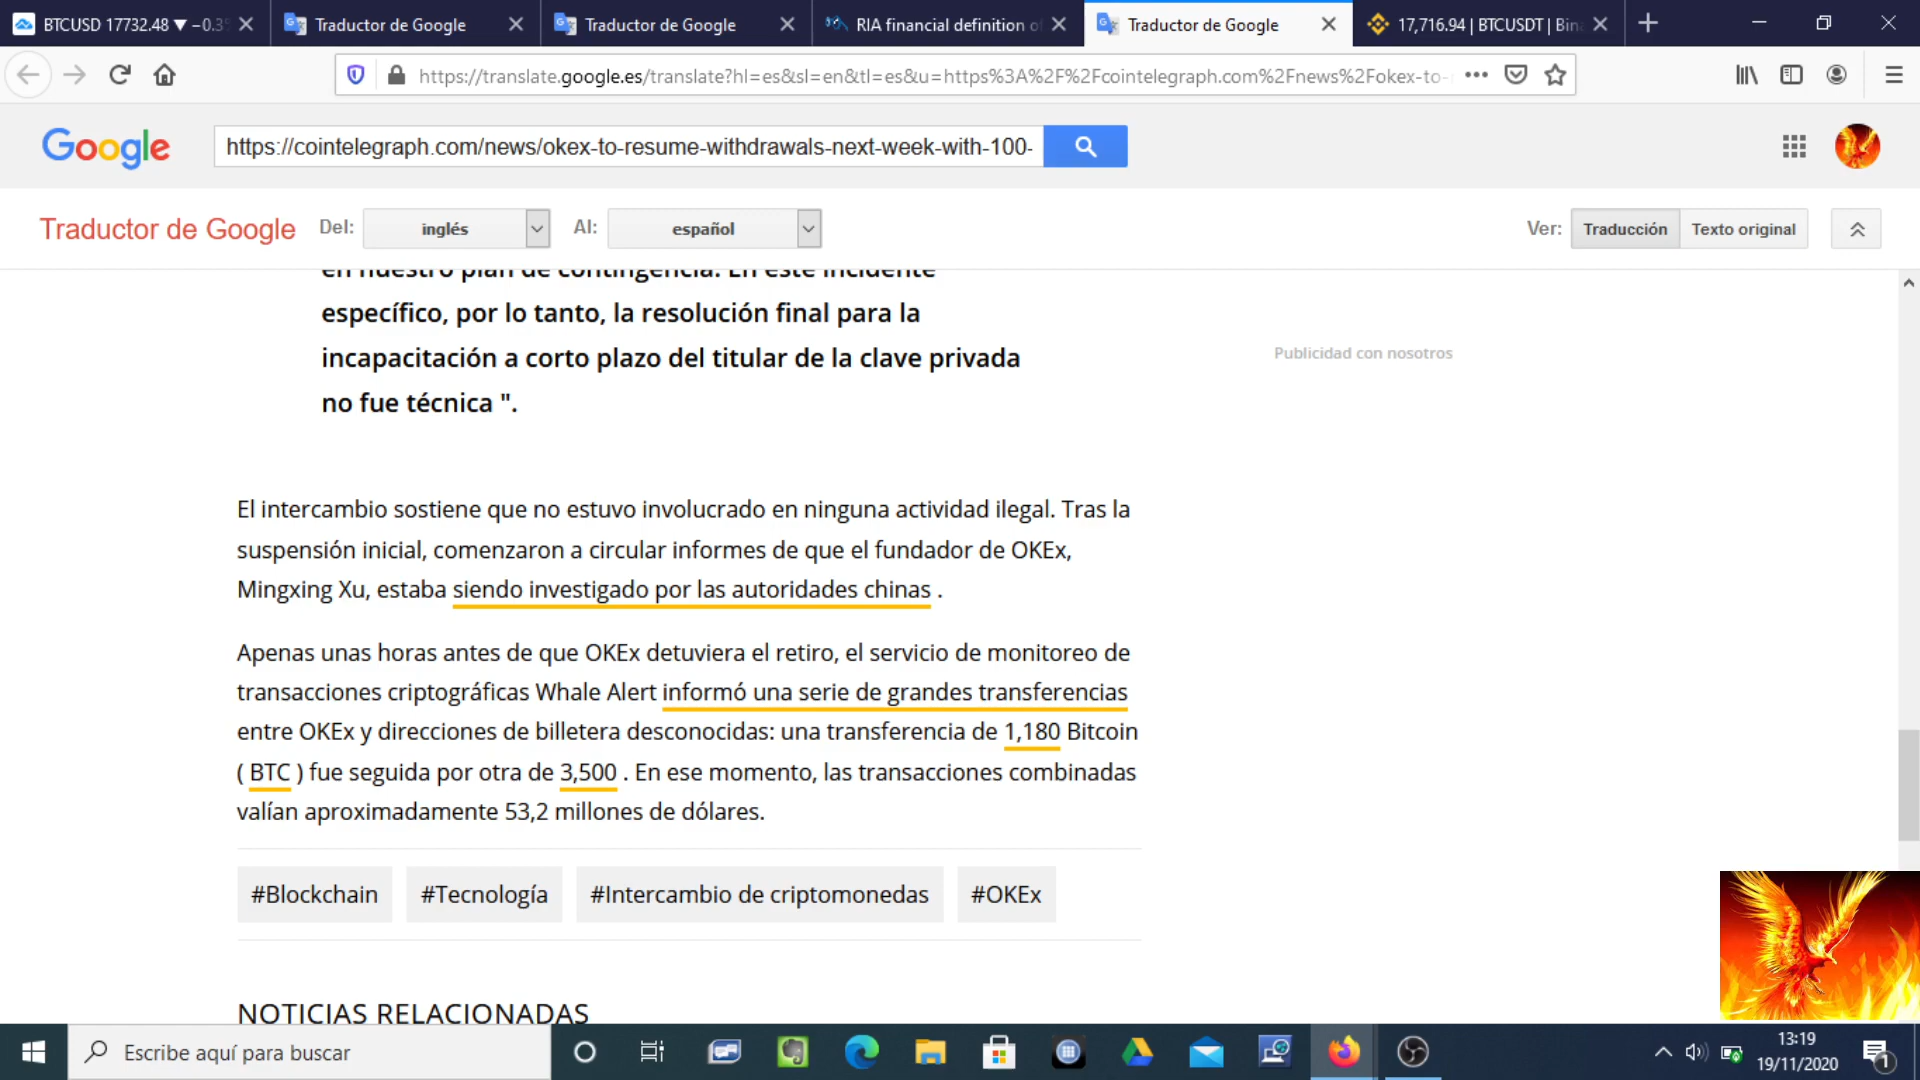 BTCUSD 17732.48 ▼ −0.3
Traductor de Google
Traductor de Google
RIA financial definition o
Traductor de Google
17,716.94 | BTCUSDT | Bin
https://translate.google.es/translate?hl=es&sl=en&tl=es&u=https%3A%2F%2Fcointelegraph.com%2Fnews%2Fokex-to-
Google
https://cointelegraph.com/news/okex-to-resume-withdrawals-next-week-with-100-
Traductor de Google
Del:
inglés
Al:
español
Ver:
Traducción
Texto original
en nuestro plan de contingencia. En este incidente
específico, por lo tanto, la resolución final para la
incapacitación a corto plazo del titular de la clave privada
no fue técnica ".
Publicidad con nosotros
El intercambio sostiene que no estuvo involucrado en ninguna actividad ilegal. Tras la
suspensión inicial, comenzaron a circular informes de que el fundador de OKEx,
Mingxing Xu, estaba siendo investigado por las autoridades chinas .
Apenas unas horas antes de que OKEx detuviera el retiro, el servicio de monitoreo de
transacciones criptográficas Whale Alert informó una serie de grandes transferencias
entre OKEx y direcciones de billetera desconocidas: una transferencia de 1,180 Bitcoin
( BTC ) fue seguida por otra de 3,500 . En ese momento, las transacciones combinadas
valían aproximadamente 53,2 millones de dólares.
#Blockchain
#Tecnología
#Intercambio de criptomonedas
#OKEx
NOTICIAS RELACIONADAS
Escribe aquí para buscar
13:19
19/11/2020
1